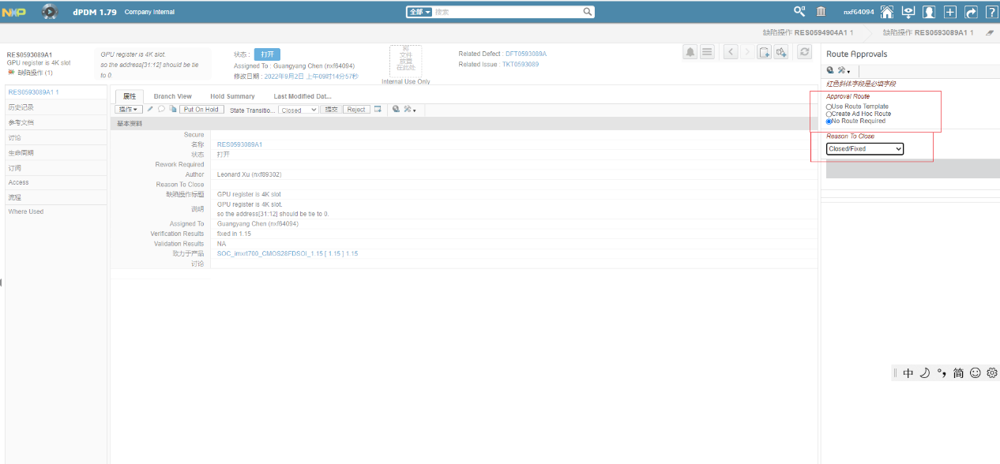 NXP dPDM 1.79 Company Internal 全部 搜索 nxf64094
缺陷操作 RES0594904A1 1 缺陷操作 RES0593089A1 1
RES0593089A1
GPU register is 4K slot
缺陷操作 (1)
GPU register is 4K slot.
so the address[31:12] should be tie
to 0
状态 : 打开
Assigned To : Guangyang Chen (nxf64094)
修改日期 : 2022年9月2日 上午09时14分57秒
将
文件
放置
在此处
Internal Use Only
Related Defect : DFT0593089A
Related Issue : TKT0593089
RES0593089A1 1
历史记录
参考文档
讨论
生命周期
订阅
Access
流程
Where Used
属性 Branch View Hold Summary Last Modified Dat...
操作 Put On Hold State Transitio... Closed 提交 Reject
基本资料
Secure
名称 RES0593089A1
状态 打开
Rework Required
Author Leonard Xu (nxf89302)
Reason To Close
缺陷操作标题 GPU register is 4K slot
说明 GPU register is 4K slot.
so the address[31:12] should be tie to 0.
Assigned To Guangyang Chen (nxf64094)
Verification Results fixed in 1.15
Validation Results NA
致力于产品 SOC_imxrt700_CMOS28FDSOI_1.15 [ 1.15 ] 1.15
讨论
Route Approvals
红色斜体字段是必填字段
Approval Route
Use Route Template
Create Ad Hoc Route
No Route Required
Reason To Close
Closed/Fixed
中 简